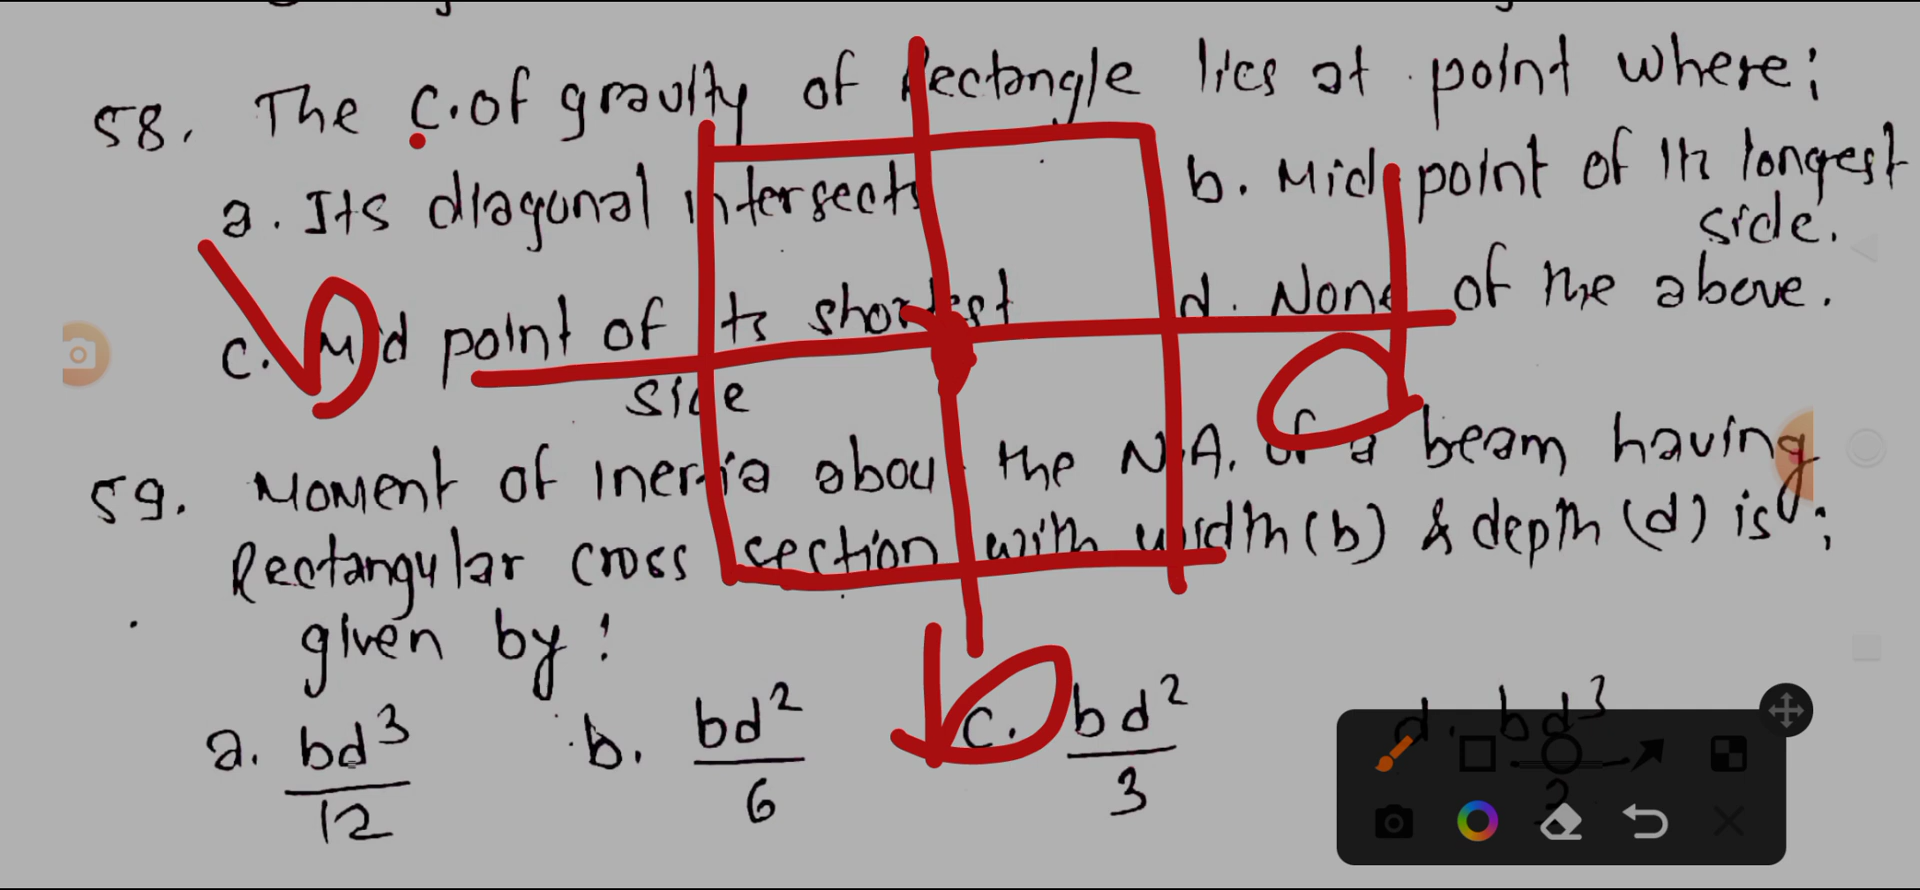 58. The C. of gravity of Rectangle lies at point where;
a. Its diagonal intersects b. Mid point of its longest side.
c. Mid point of its shortest side d. None of the above.
59. Moment of inertia about the N.A. of a beam having
Rectangular cross section with width (b) & depth (d) is;
given by:
a. bd³/12 b. bd²/6 c. bd²/3 d. bd³/3